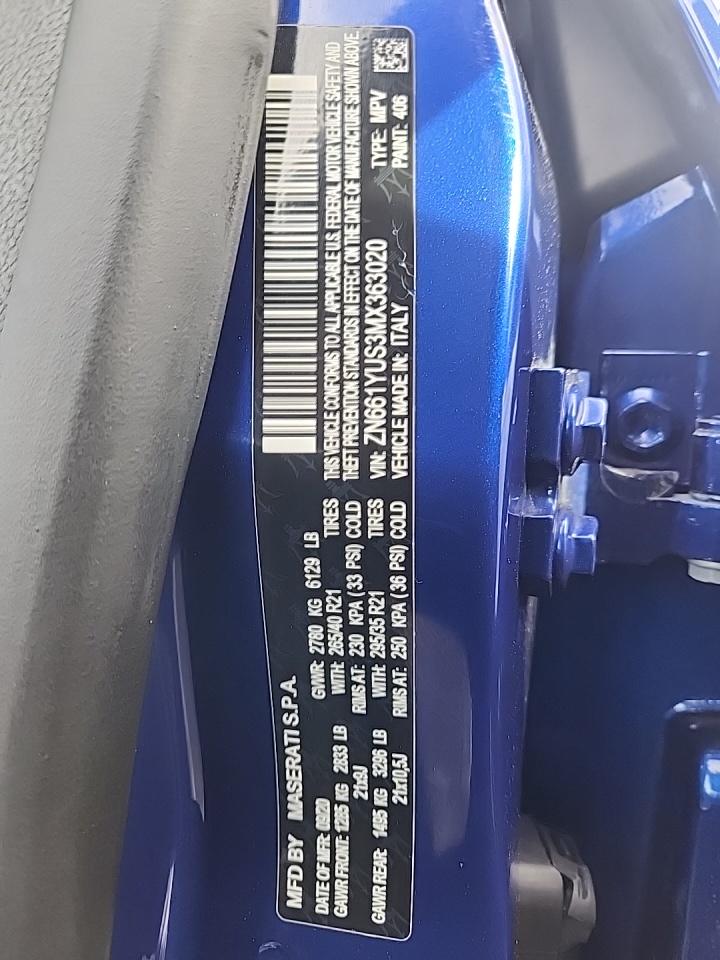 MFD BY MASERATI S.P.A.
DATE OF MFR: 09/20
GAWR FRONT: 1285 KG 2833 LB
21x9J
GAWR REAR: 1495 KG 3296 LB
21x10,5J
GVWR: 2780 KG 6129 LB
WITH: 265/40 R21 TIRES
RIMS AT: 230 KPA (33 PSI) COLD
WITH: 295/35 R21 TIRES
RIMS AT: 250 KPA (36 PSI) COLD
THIS VEHICLE CONFORMS TO ALL APPLICABLE U.S. FEDERAL MOTOR VEHICLE SAFETY AND
THEFT PREVENTION STANDARDS IN EFFECT ON THE DATE OF MANUFACTURE SHOWN ABOVE.
VIN: ZN661YUS3MX363020 TYPE: MPV
VEHICLE MADE IN: ITALY PAINT: 406